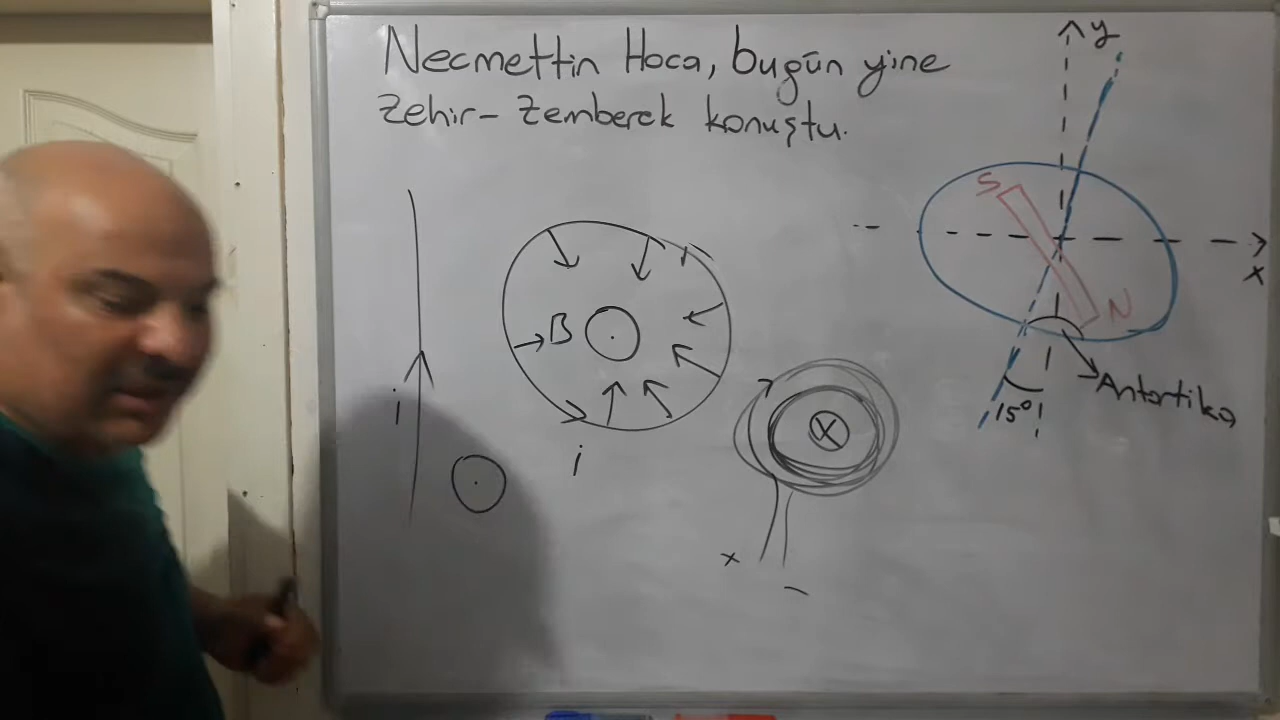 Necmettin Hoca, bugün yine
Zehir- Zemberek konuştu.
y
S
x
B
N
i
Antartika
15°
i
X
+
-